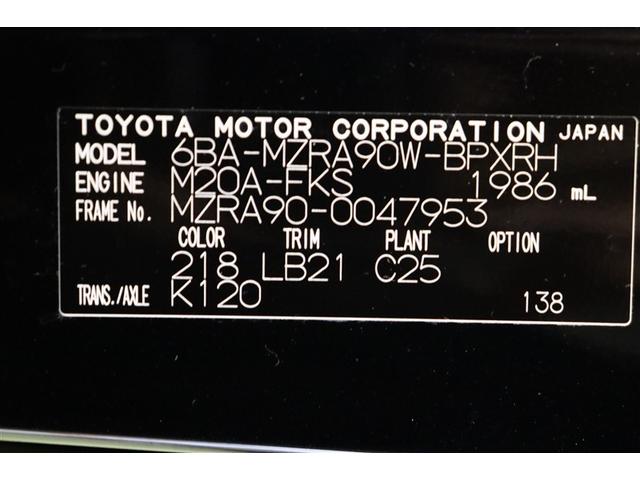 TOYOTA MOTOR CORPORATION JAPAN
MODEL 6BA-MZRA90W-BPXRH
ENGINE M20A-FKS 1986 mL
FRAME No. MZRA90-0047953
COLOR TRIM PLANT OPTION
218 LB21 C25
TRANS./AXLE K120 138